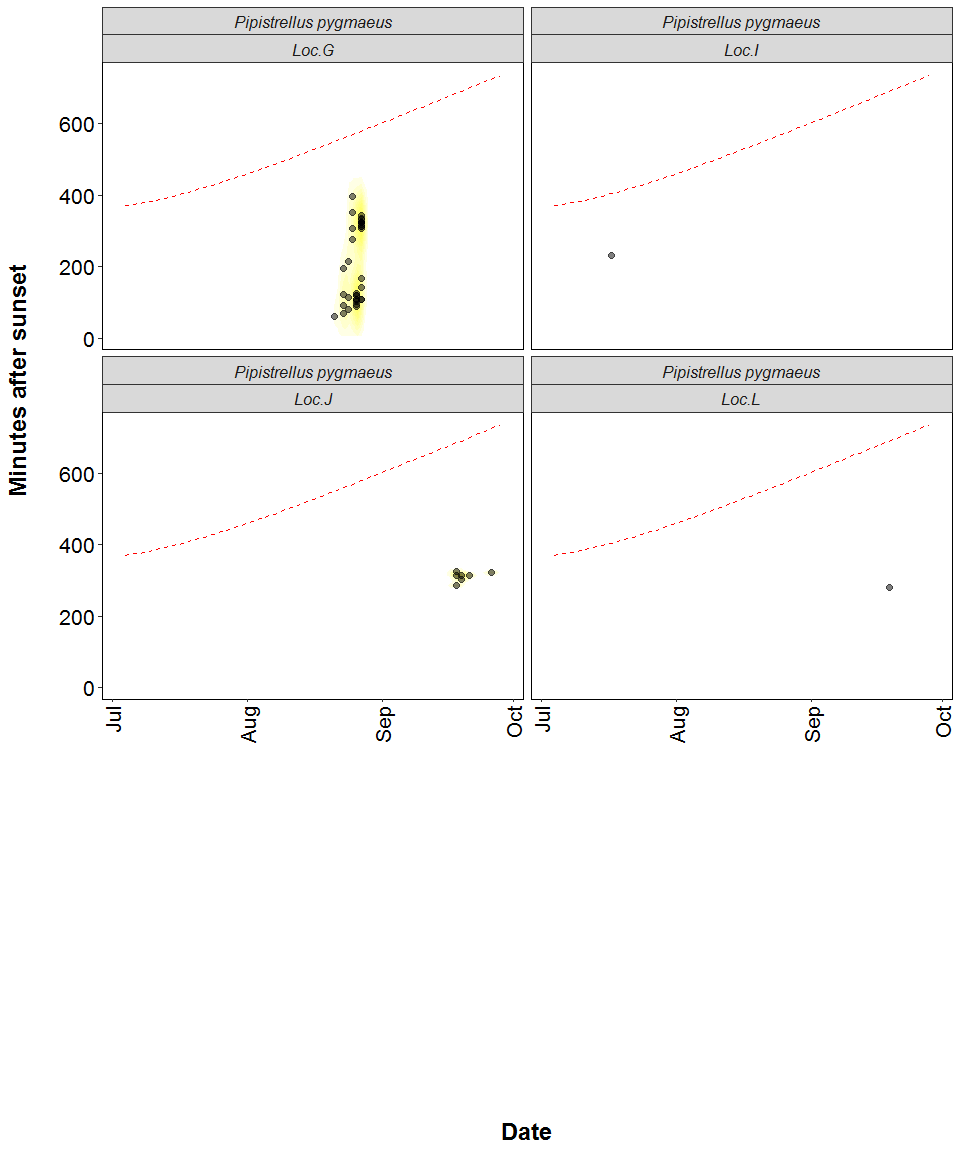 Pipistrellus pygmaeus
Loc.G
Pipistrellus pygmaeus
Loc.I
600
400
200
0
Pipistrellus pygmaeus
Loc.J
Pipistrellus pygmaeus
Loc.L
600
400
200
0
Minutes after sunset
Jul
Aug
Sep
Oct
Jul
Aug
Sep
Oct
Date